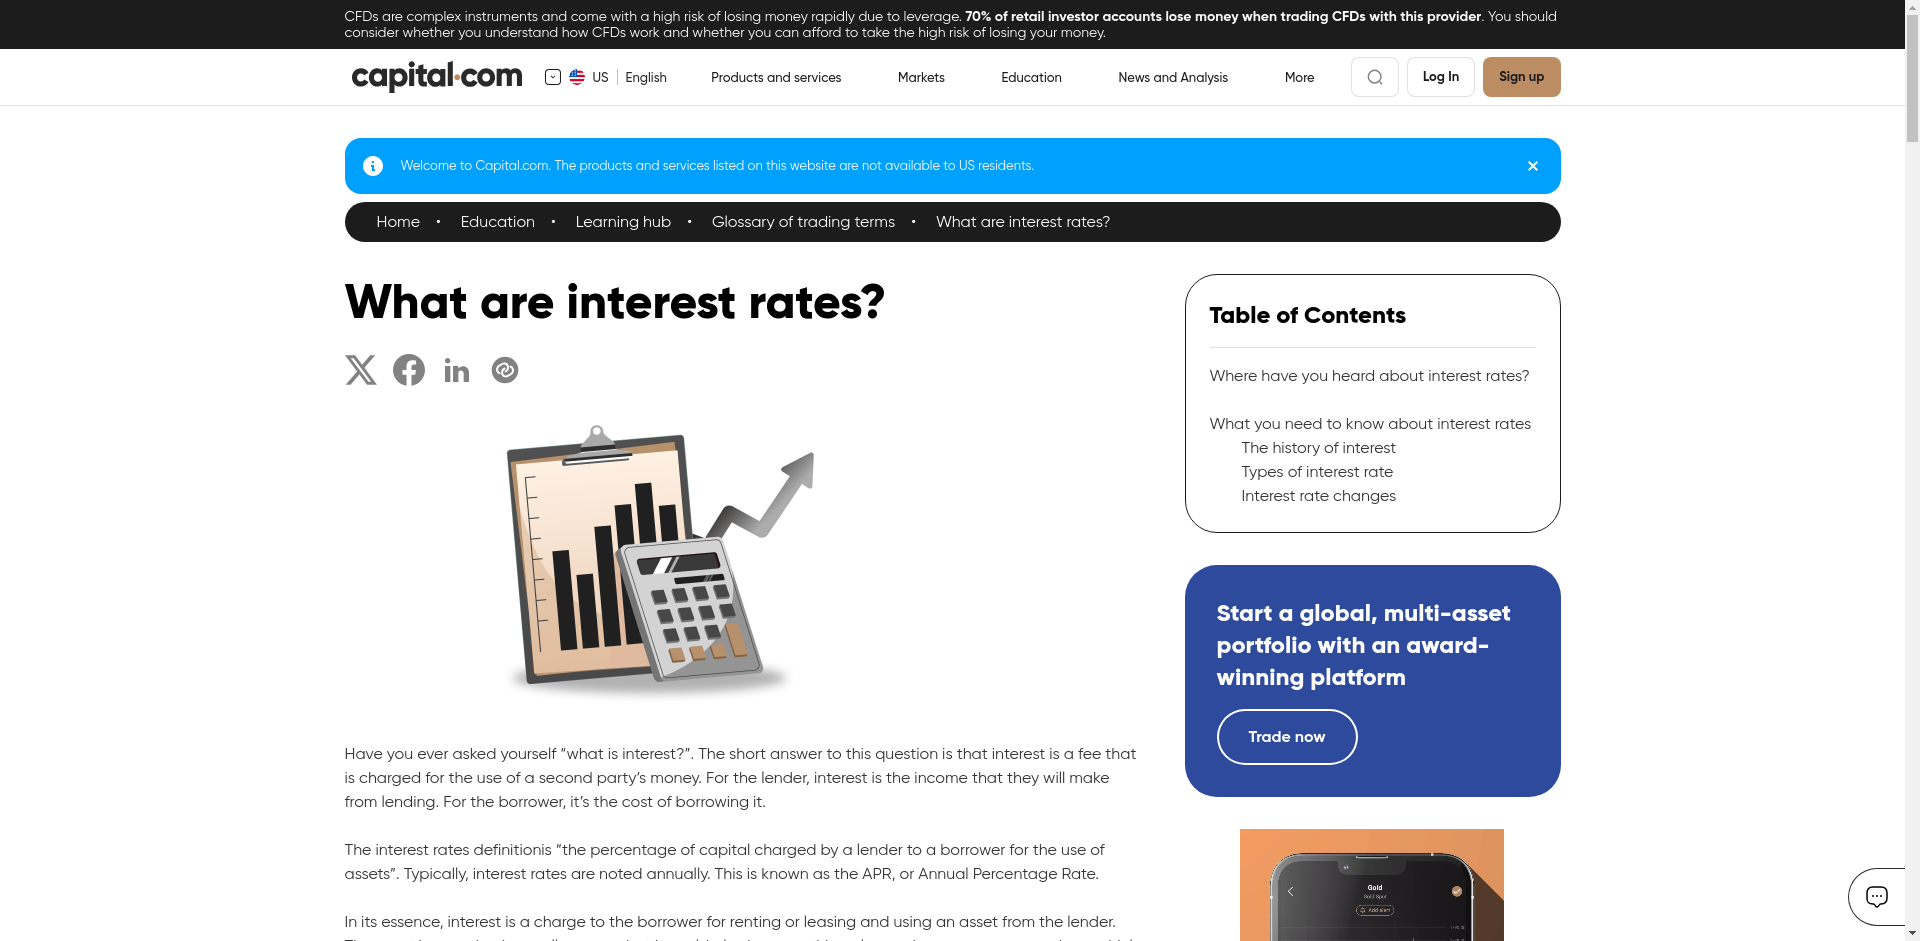 CFDs are complex instruments and come with a high risk of losing money rapidly due to leverage. 70% of retail investor accounts lose money when trading CFDs with this provider. You should
consider whether you understand how CFDs work and whether you can afford to take the high risk of losing your money.
capital.com
US English
Products and services
Markets
Education
News and Analysis
More
Log In
Sign up
Welcome to Capital.com. The products and services listed on this website are not available to US residents.
Home • Education • Learning hub • Glossary of trading terms • What are interest rates?
What are interest rates?
Have you ever asked yourself “what is interest?”. The short answer to this question is that interest is a fee that
is charged for the use of a second party’s money. For the lender, interest is the income that they will make
from lending. For the borrower, it’s the cost of borrowing it.
The interest rates definitionis “the percentage of capital charged by a lender to a borrower for the use of
assets”. Typically, interest rates are noted annually. This is known as the APR, or Annual Percentage Rate.
In its essence, interest is a charge to the borrower for renting or leasing and using an asset from the lender.
Table of Contents
Where have you heard about interest rates?
What you need to know about interest rates
The history of interest
Types of interest rate
Interest rate changes
Start a global, multi-asset
portfolio with an award-
winning platform
Trade now
Gold
Gold Spot
Add alert